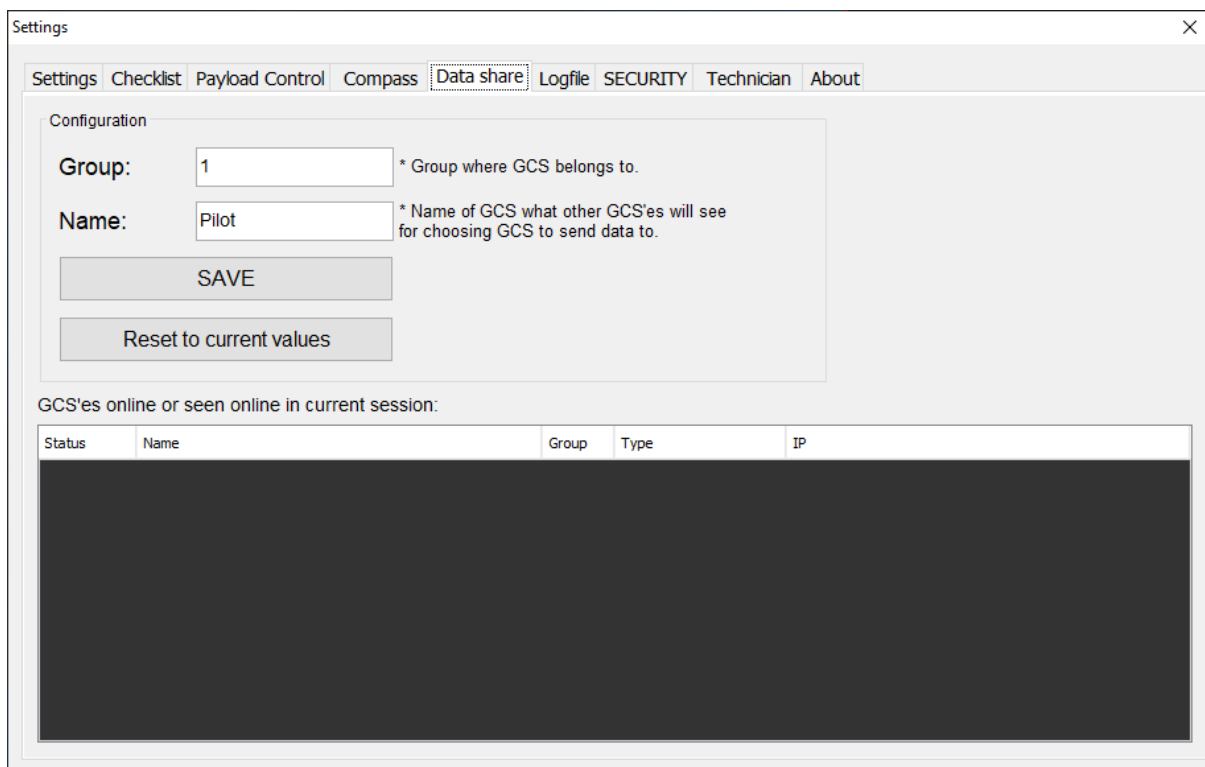 Settings
Settings Checklist Payload Control Compass Data share Logfile SECURITY Technician About
Configuration
Group: 1 * Group where GCS belongs to.
Name: Pilot * Name of GCS what other GCS'es will see
for choosing GCS to send data to.
SAVE
Reset to current values
GCS'es online or seen online in current session:
Status Name Group Type IP